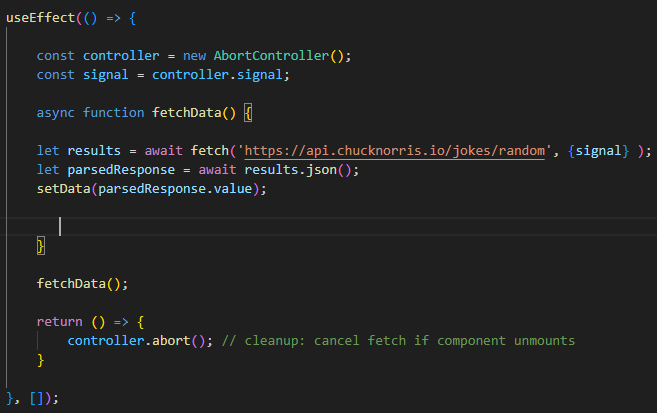 useEffect(() => {
const controller = new AbortController();
const signal = controller.signal;
async function fetchData() {
let results = await fetch('https://api.chucknorris.io/jokes/random', {signal} );
let parsedResponse = await results.json();
setData(parsedResponse.value);
}
fetchData();
return () => {
controller.abort(); // cleanup: cancel fetch if component unmounts
}
}, []);